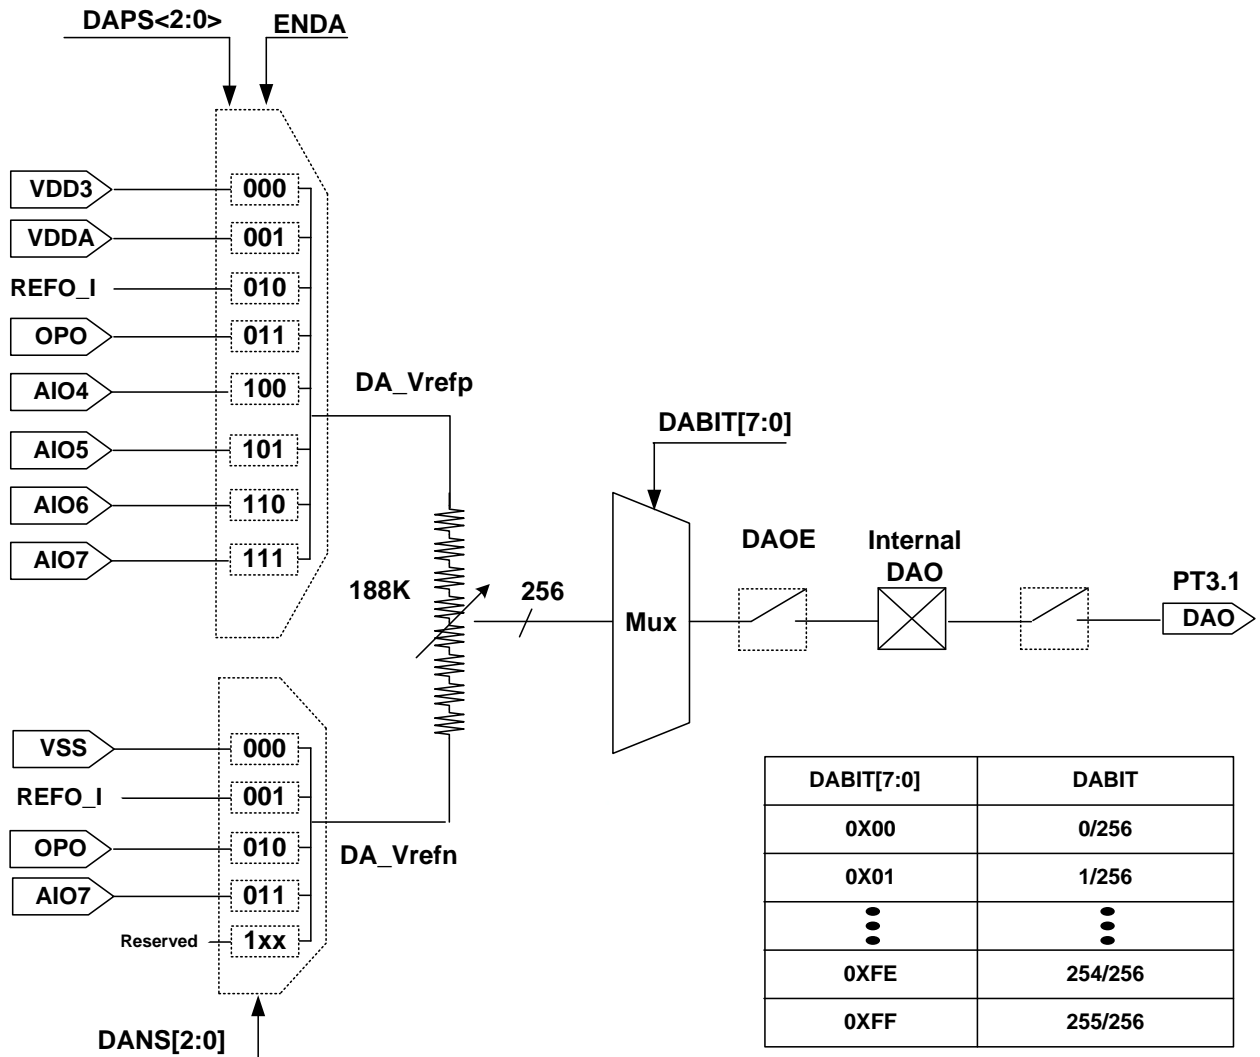 DAPS<2:0>
ENDA
VDD3
000
VDDA
001
REFO_I
010
OPO
011
AIO4
100
AIO5
101
AIO6
110
AIO7
111
DA_Vrefp
188K
256
DABIT[7:0]
Mux
DAOE
Internal
DAO
PT3.1
DAO
VSS
000
REFO_I
001
OPO
010
AIO7
011
Reserved
1xx
DA_Vrefn
DANS[2:0]
DABIT[7:0] DABIT
0X00 0/256
0X01 1/256
0XFE 254/256
0XFF 255/256